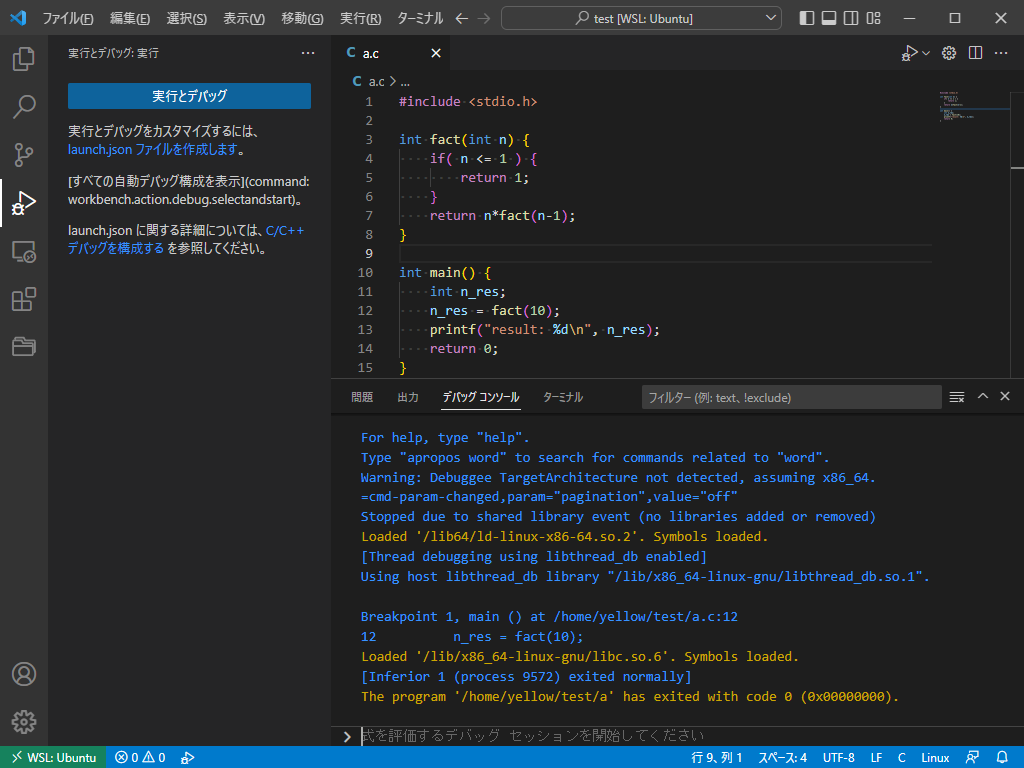 ファイル(F) 編集(E) 選択(S) 表示(V) 移動(G) 実行(R) ターミナル
test [WSL: Ubuntu]
実行とデバッグ: 実行
実行とデバッグ
実行とデバッグをカスタマイズするには、
launch.json ファイルを作成します。
[すべての自動デバッグ構成を表示](command:
workbench.action.debug.selectandstart)。
launch.json に関する詳細については、C/C++
デバッグを構成する を参照してください。
C a.c
C a.c > ...
1 #include <stdio.h>
2
3 int fact(int n) {
4 if( n <= 1 ) {
5 return 1;
6 }
7 return n*fact(n-1);
8 }
9
10 int main() {
11 int n_res;
12 n_res = fact(10);
13 printf("result: %d\n", n_res);
14 return 0;
15 }
問題 出力 デバッグ コンソール ターミナル
フィルター (例: text、!exclude)
For help, type "help".
Type "apropos word" to search for commands related to "word".
Warning: Debuggee TargetArchitecture not detected, assuming x86_64.
=cmd-param-changed,param="pagination",value="off"
Stopped due to shared library event (no libraries added or removed)
Loaded '/lib64/ld-linux-x86-64.so.2'. Symbols loaded.
[Thread debugging using libthread_db enabled]
Using host libthread_db library "/lib/x86_64-linux-gnu/libthread_db.so.1".
Breakpoint 1, main () at /home/yellow/test/a.c:12
12 n_res = fact(10);
Loaded '/lib/x86_64-linux-gnu/libc.so.6'. Symbols loaded.
[Inferior 1 (process 9572) exited normally]
The program '/home/yellow/test/a' has exited with code 0 (0x00000000).
式を評価するデバッグ セッションを開始してください
WSL: Ubuntu 0 0 行 9、列 1 スペース: 4 UTF-8 LF C Linux